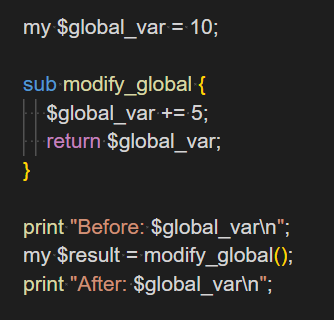 my $global_var = 10;
sub modify_global {
$global_var += 5;
return $global_var;
}
print "Before: $global_var\n";
my $result = modify_global();
print "After: $global_var\n";